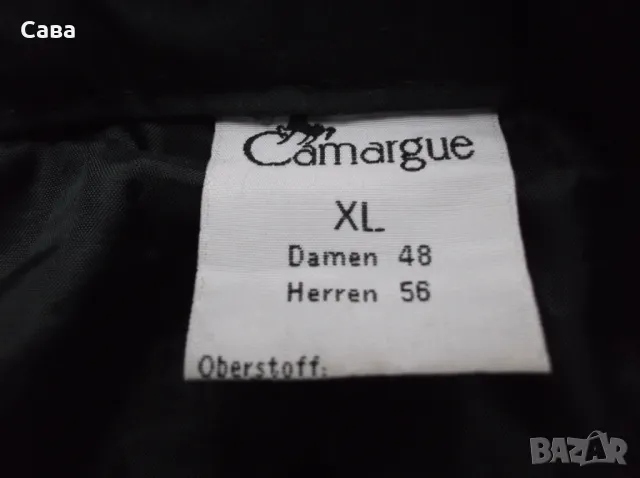 Сава
Camargue
XL
Damen 48
Herren 56
Oberstoff:
BAZAR